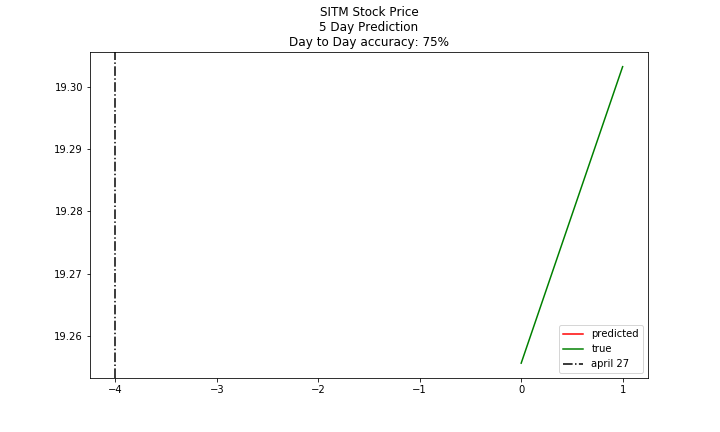 SITM Stock Price
5 Day Prediction
Day to Day accuracy: 75%
19.30
19.29
19.28
19.27
19.26
−4
−3
−2
−1
0
1
predicted
true
april 27